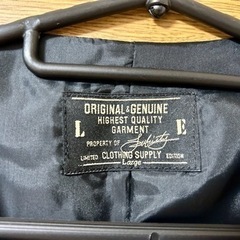 ORIGINAL & GENUINE
HIGHEST QUALITY
GARMENT
L E
PROPERTY OF
LIMITED CLOTHING SUPPLY EDITION
Large